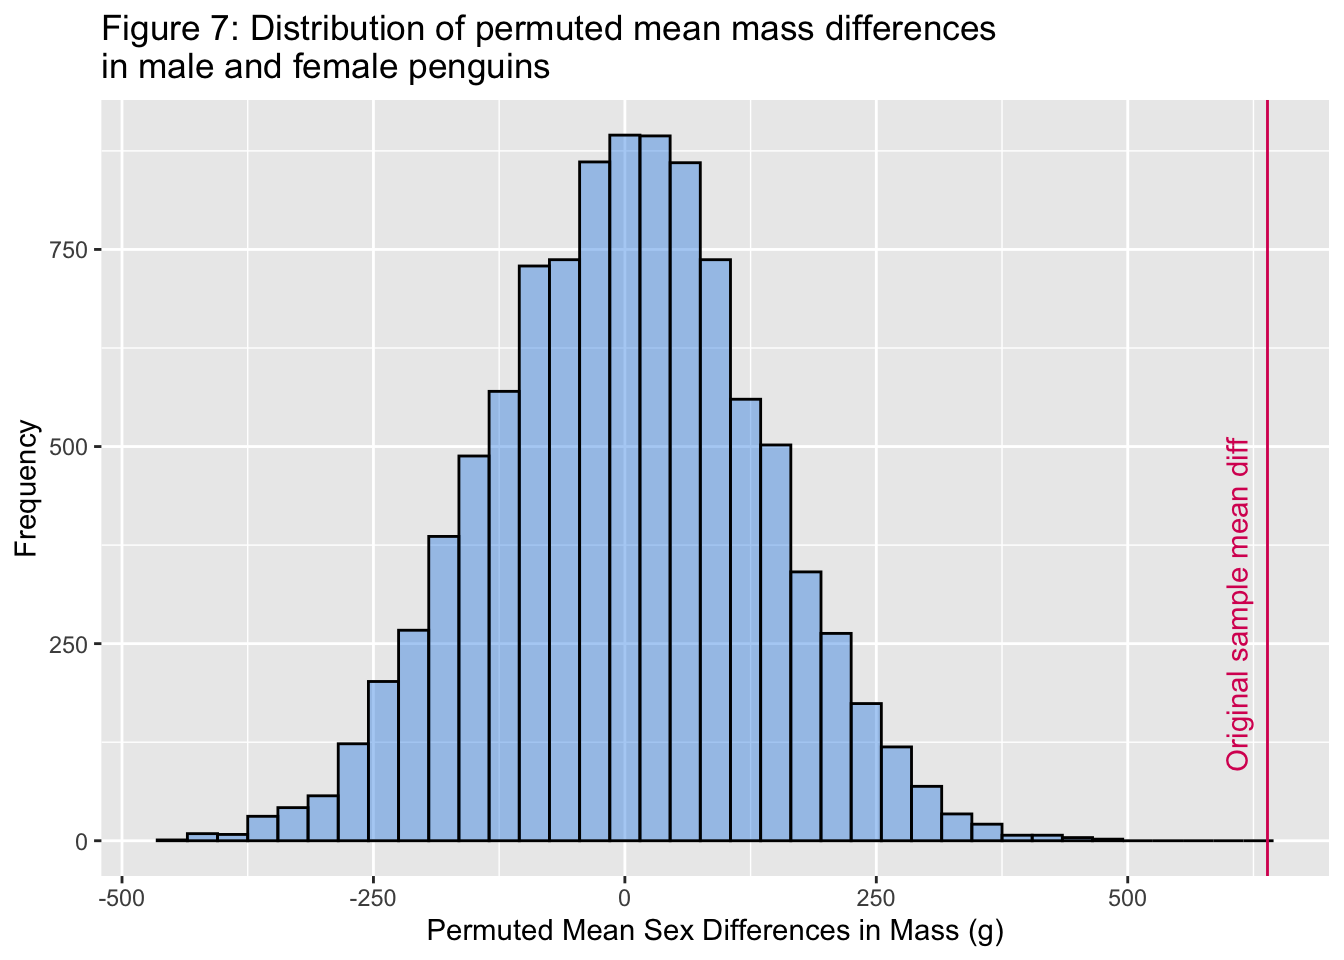 Figure 7: Distribution of permuted mean mass differences
in male and female penguins
Frequency
750
500
250
0
Original sample mean diff
-500
-250
0
250
500
Permuted Mean Sex Differences in Mass (g)